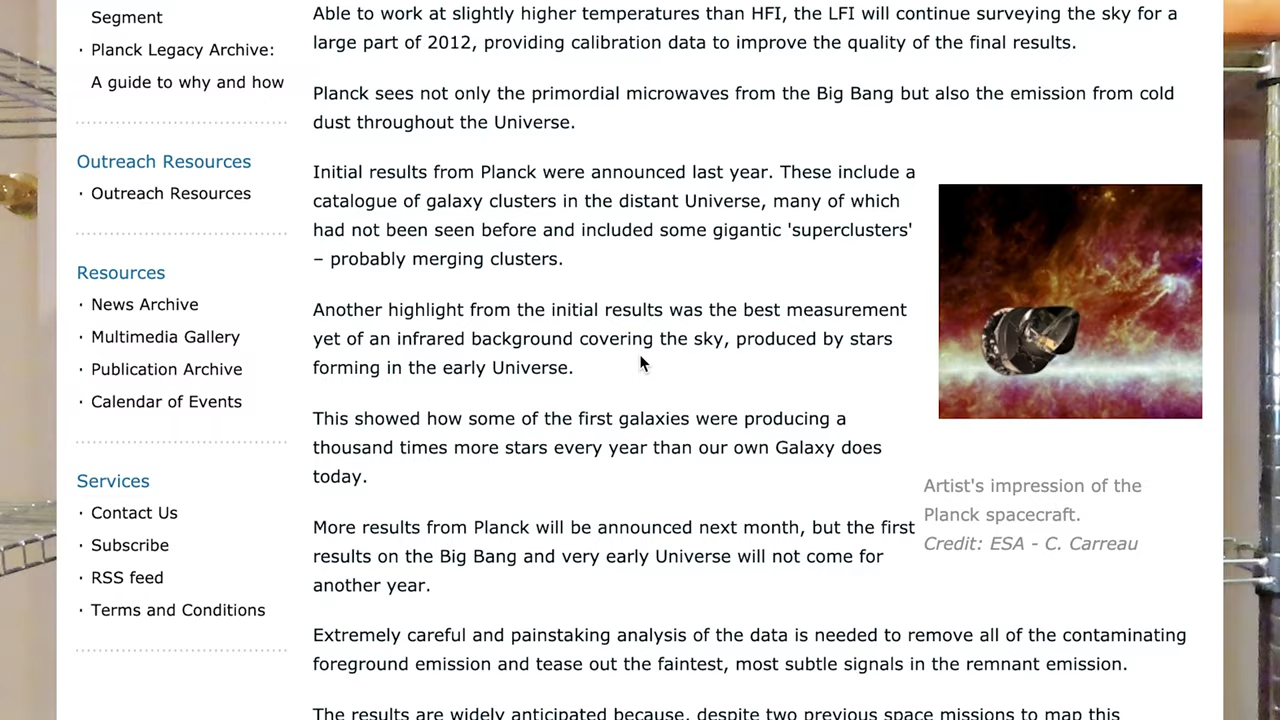 Segment
· Planck Legacy Archive:
A guide to why and how
Outreach Resources
· Outreach Resources
Resources
· News Archive
· Multimedia Gallery
· Publication Archive
· Calendar of Events
Services
· Contact Us
· Subscribe
· RSS feed
· Terms and Conditions
Able to work at slightly higher temperatures than HFI, the LFI will continue surveying the sky for a
large part of 2012, providing calibration data to improve the quality of the final results.
Planck sees not only the primordial microwaves from the Big Bang but also the emission from cold
dust throughout the Universe.
Initial results from Planck were announced last year. These include a
catalogue of galaxy clusters in the distant Universe, many of which
had not been seen before and included some gigantic 'superclusters'
– probably merging clusters.
Another highlight from the initial results was the best measurement
yet of an infrared background covering the sky, produced by stars
forming in the early Universe.
This showed how some of the first galaxies were producing a
thousand times more stars every year than our own Galaxy does
today.
More results from Planck will be announced next month, but the first
results on the Big Bang and very early Universe will not come for
another year.
Artist's impression of the
Planck spacecraft.
Credit: ESA - C. Carreau
Extremely careful and painstaking analysis of the data is needed to remove all of the contaminating
foreground emission and tease out the faintest, most subtle signals in the remnant emission.
The results are widely anticipated because, despite two previous space missions to map this